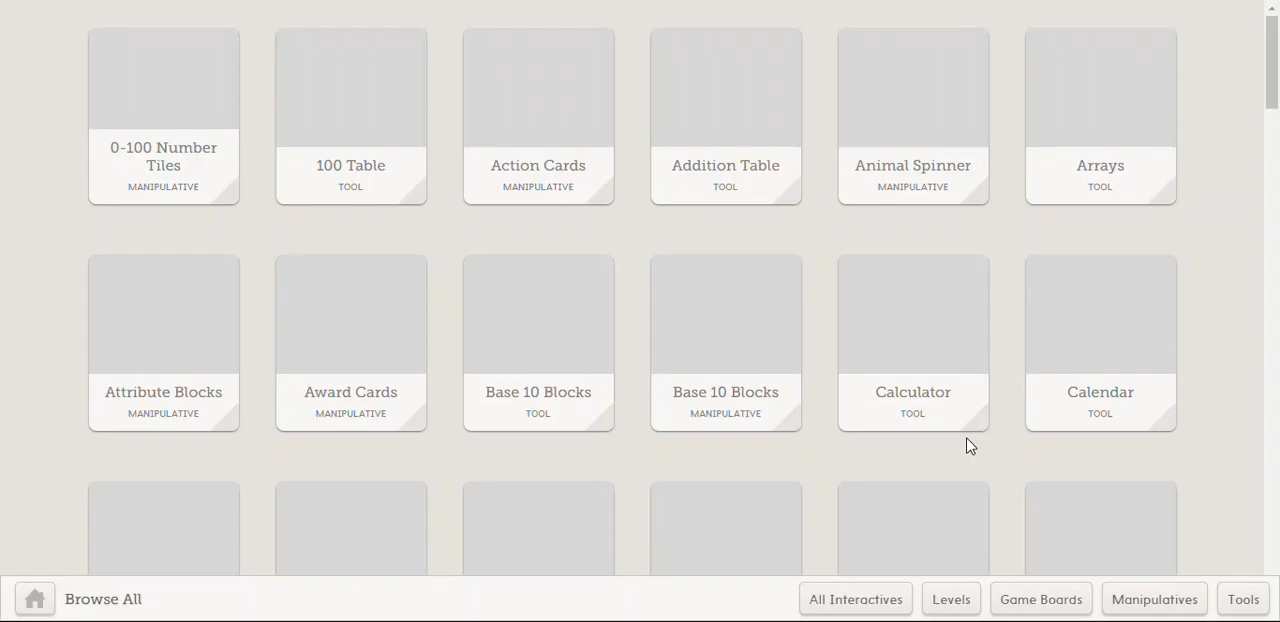 0-100 Number
Tiles
MANIPULATIVE
100 Table
TOOL
Action Cards
MANIPULATIVE
Addition Table
TOOL
Animal Spinner
MANIPULATIVE
Arrays
TOOL
Attribute Blocks
MANIPULATIVE
Award Cards
MANIPULATIVE
Base 10 Blocks
TOOL
Base 10 Blocks
MANIPULATIVE
Calculator
TOOL
Calendar
TOOL
Browse All
All Interactives
Levels
Game Boards
Manipulatives
Tools